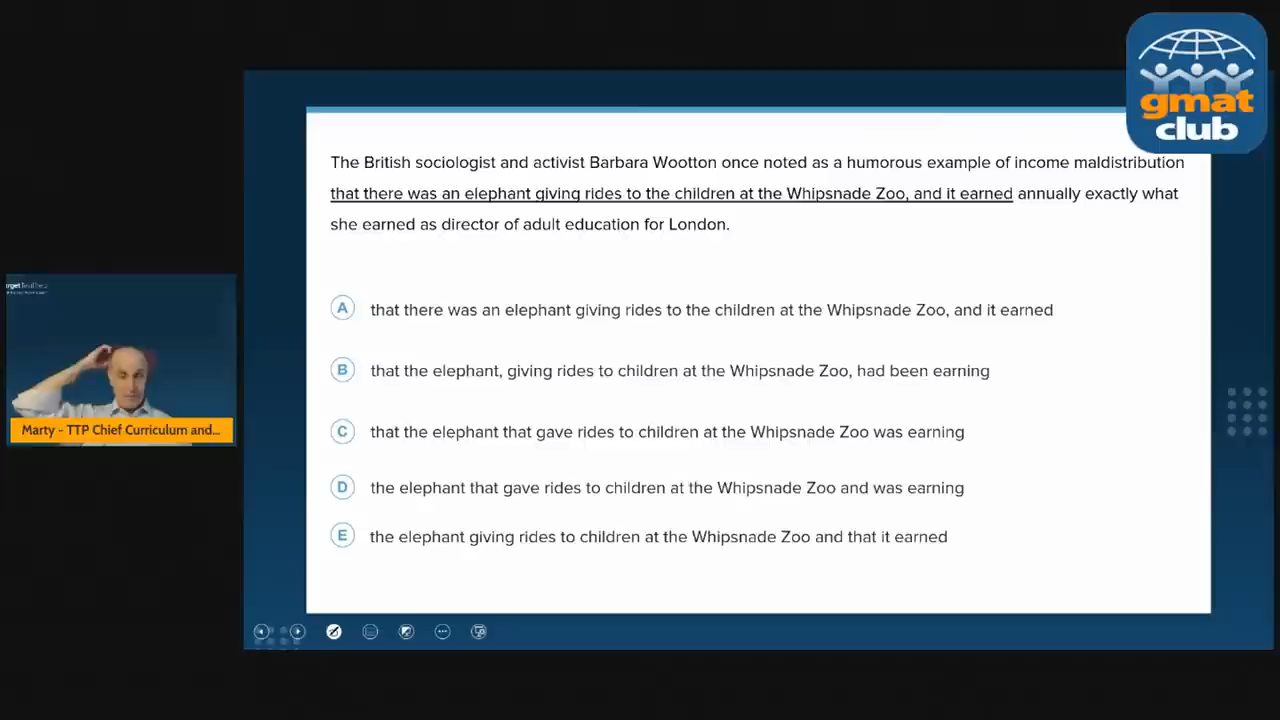 gmat
club
The British sociologist and activist Barbara Wootton once noted as a humorous example of income maldistribution
that there was an elephant giving rides to the children at the Whipsnade Zoo, and it earned annually exactly what
she earned as director of adult education for London.
A that there was an elephant giving rides to the children at the Whipsnade Zoo, and it earned
B that the elephant, giving rides to children at the Whipsnade Zoo, had been earning
C that the elephant that gave rides to children at the Whipsnade Zoo was earning
D the elephant that gave rides to children at the Whipsnade Zoo and was earning
E the elephant giving rides to children at the Whipsnade Zoo and that it earned
Marty - TTP Chief Curriculum and...